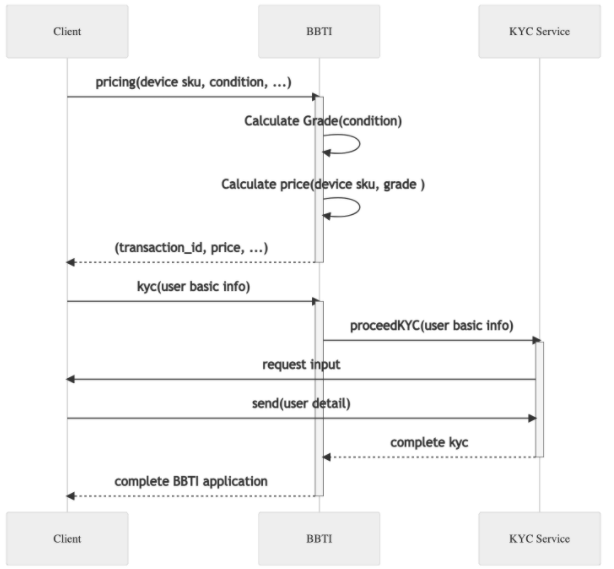 Client
BBTI
KYC Service
pricing(device sku, condition, ...)
Calculate Grade(condition)
Calculate price(device sku, grade )
(transaction_id, price, ...)
kyc(user basic info)
proceedKYC(user basic info)
request input
send(user detail)
complete kyc
complete BBTI application
Client
BBTI
KYC Service